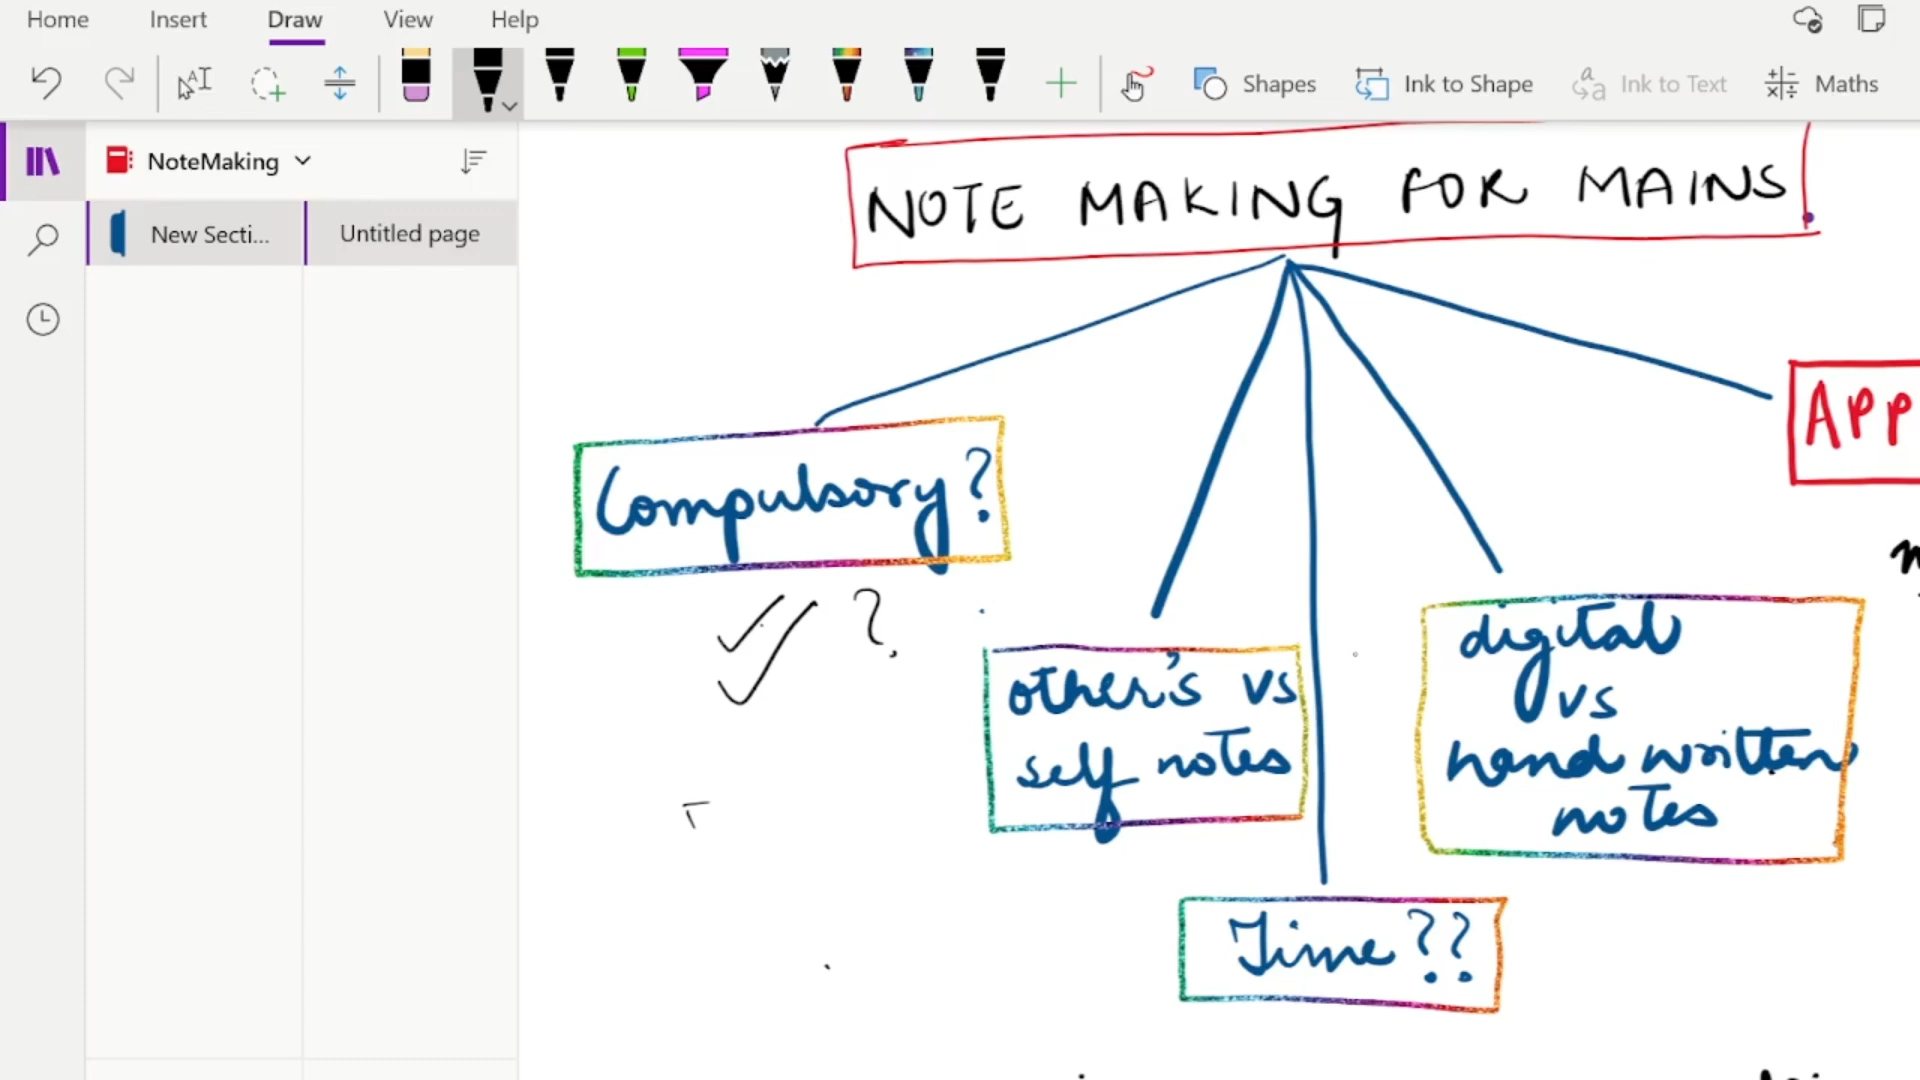 Home Insert Draw View Help
Shapes Ink to Shape Ink to Text Maths
NoteMaking
New Secti... Untitled page
NOTE MAKING FOR MAINS
APP
Compulsory?
?
other's vs
self notes
digital
vs
hand written
notes
Time??